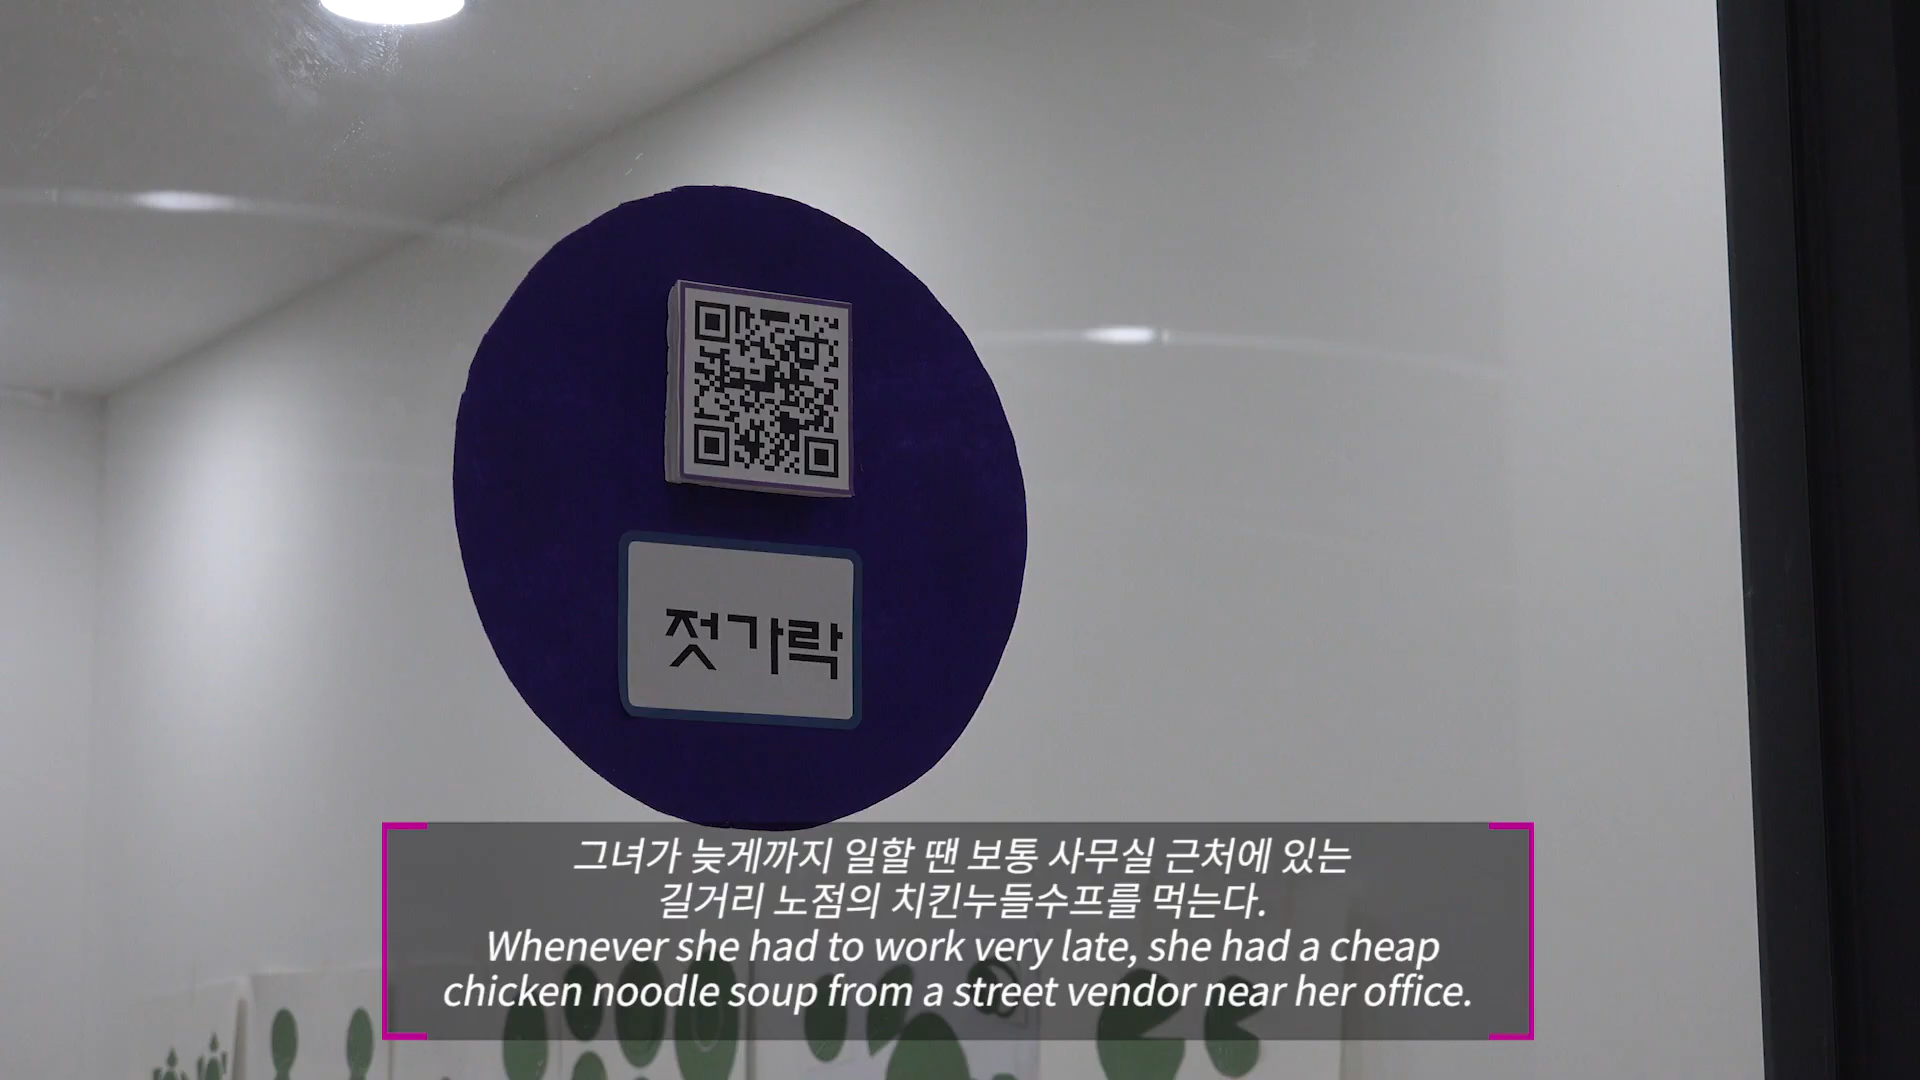 젓가락
그녀가 늦게까지 일할 땐 보통 사무실 근처에 있는
길거리 노점의 치킨누들수프를 먹는다.
Whenever she had to work very late, she had a cheap
chicken noodle soup from a street vendor near her office.